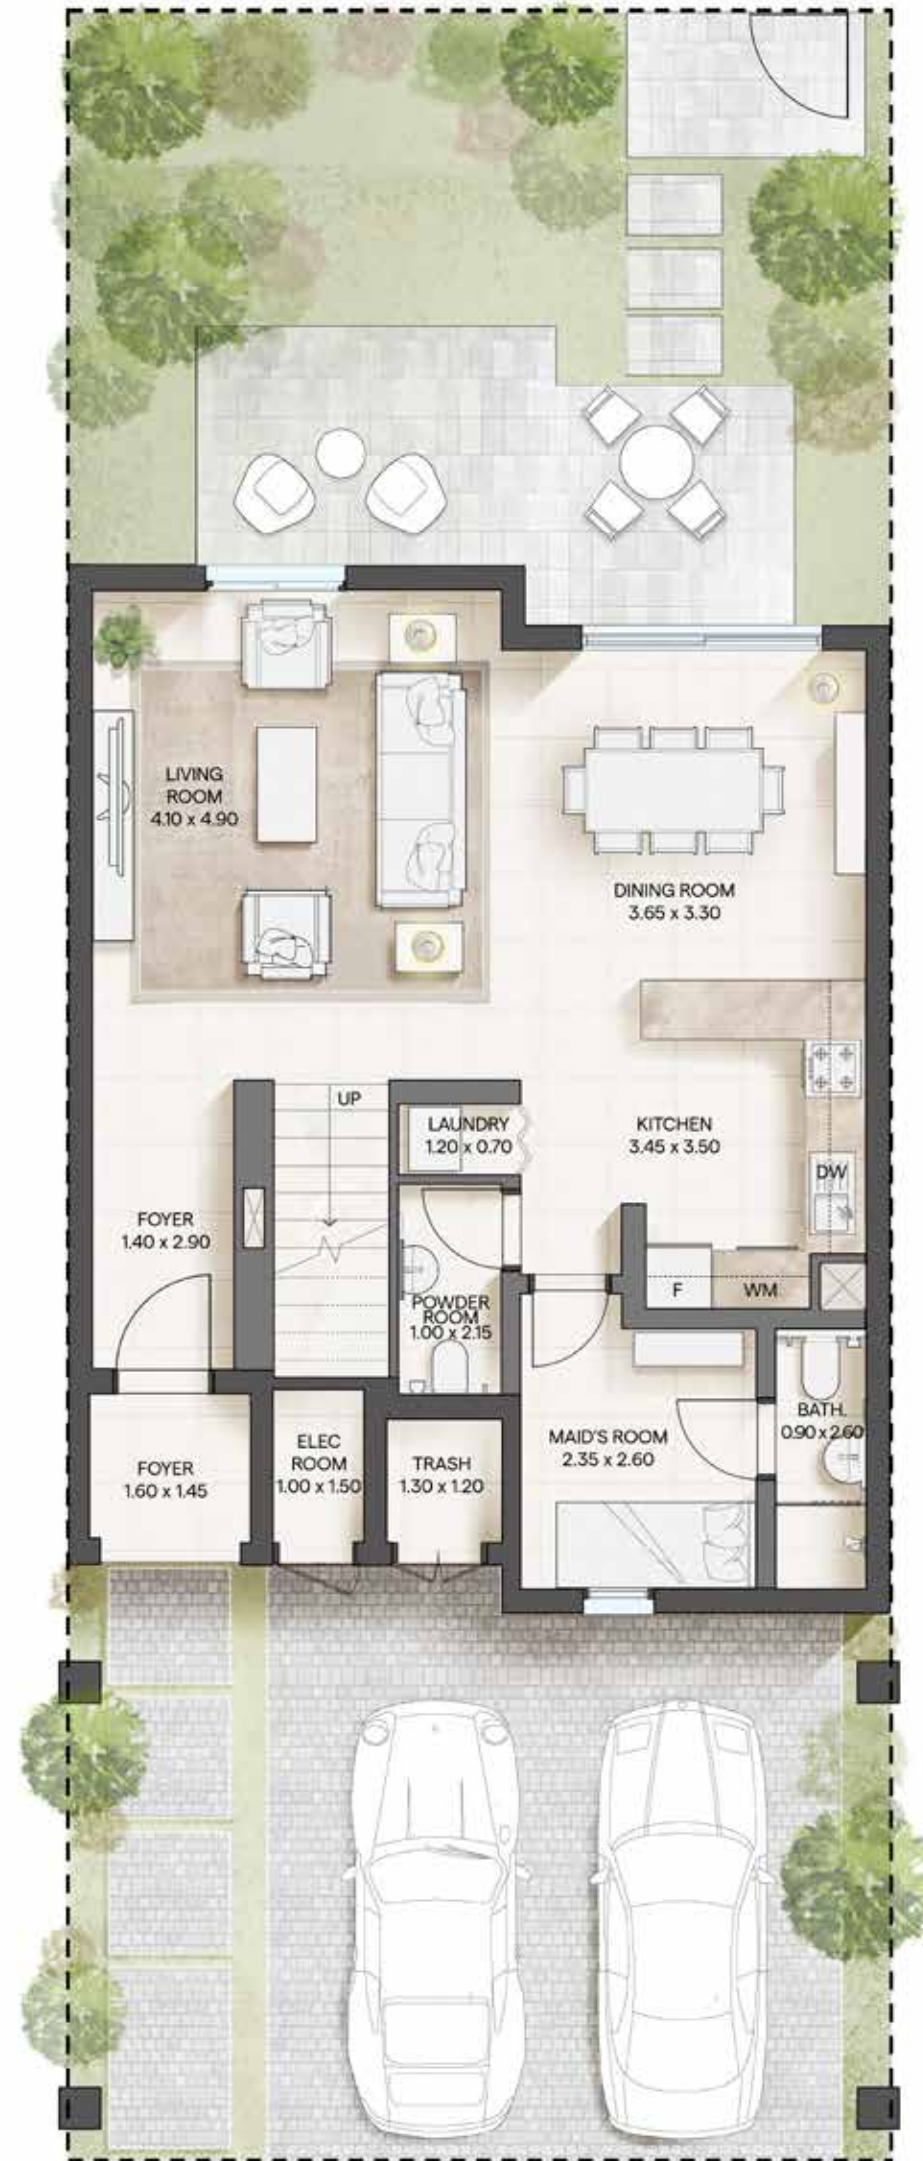 LIVING
ROOM
4.10 x 4.90
DINING ROOM
3.65 x 3.30
UP
LAUNDRY
1.20 x 0.70
KITCHEN
3.45 x 3.50
DW
FOYER
1.40 x 2.90
F
WM
POWDER
ROOM
1.00 x 2.15
BATH.
0.90 x 2.60
MAID'S ROOM
2.35 x 2.60
ELEC
ROOM
1.00 x 1.50
TRASH
1.30 x 1.20
FOYER
1.60 x 1.45